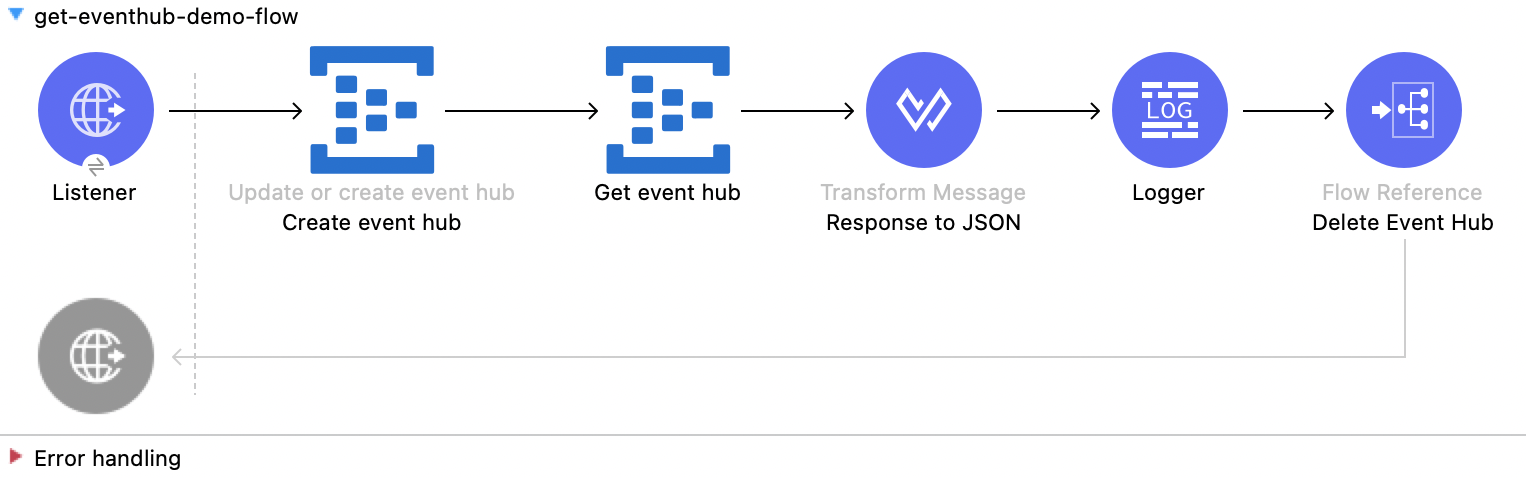 get-eventhub-demo-flow
LOG
Listener
Update or create event hub
Create event hub
Get event hub
Transform Message
Response to JSON
Logger
Flow Reference
Delete Event Hub
Error handling